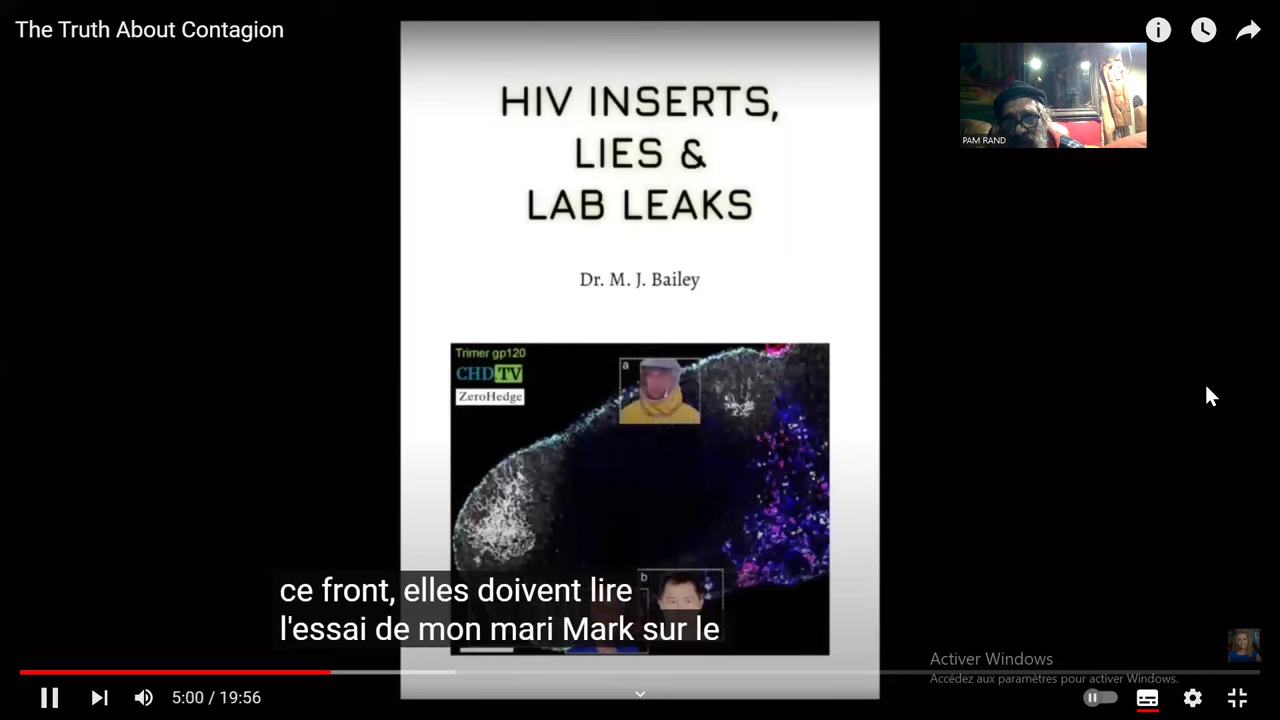 The Truth About Contagion
HIV INSERTS,
LIES &
LAB LEAKS
Dr. M. J. Bailey
PAM RAND
Trimer gp120
CHD.TV
ZeroHedge
a
b
ce front, elles doivent lire
l'essai de mon mari Mark sur le
Activer Windows
Accédez aux paramètres pour activer Windows.
5:00 / 19:56